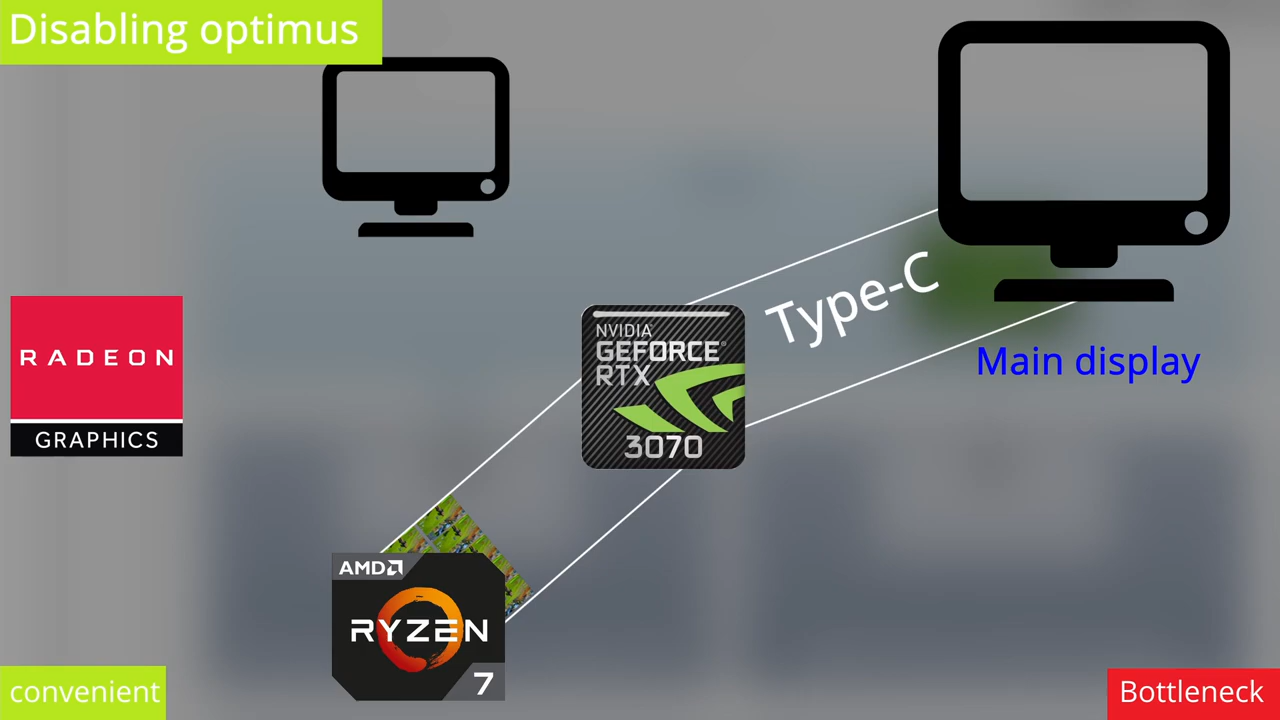 Disabling optimus
Type-C
RADEON
GRAPHICS
NVIDIA
GEFORCE®
RTX
3070
Main display
AMD
RYZEN
7
convenient
Bottleneck